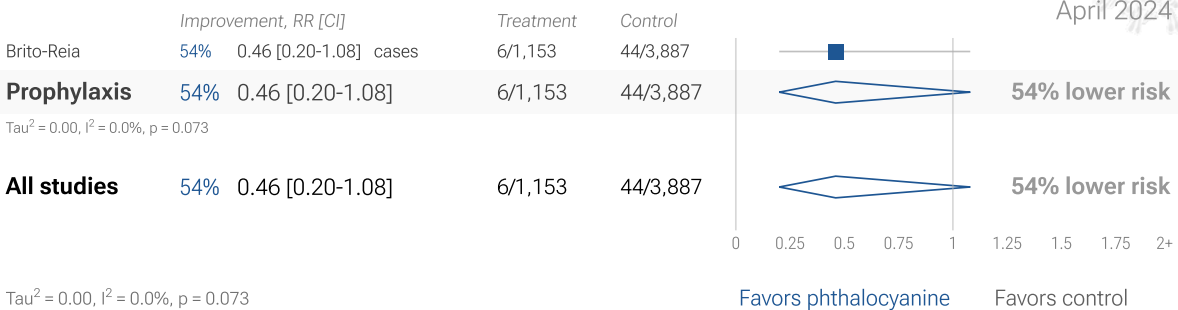 April 2024
Improvement, RR [CI] Treatment Control
Brito-Reia 54% 0.46 [0.20-1.08] cases 6/1,153 44/3,887
Prophylaxis 54% 0.46 [0.20-1.08] 6/1,153 44/3,887 54% lower risk
Tau² = 0.00, I² = 0.0%, p = 0.073
All studies 54% 0.46 [0.20-1.08] 6/1,153 44/3,887 54% lower risk
0 0.25 0.5 0.75 1 1.25 1.5 1.75 2+
Tau² = 0.00, I² = 0.0%, p = 0.073 Favors phthalocyanine Favors control